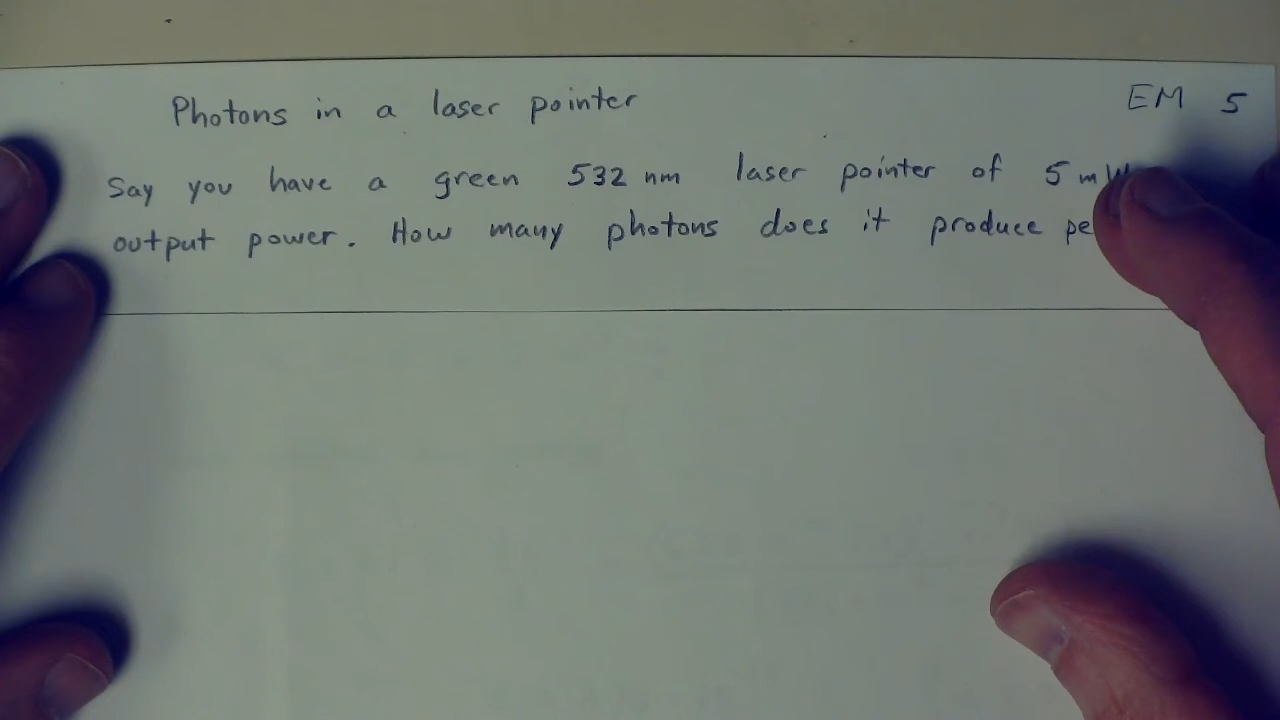 Photons in a laser pointer
EM 5
Say you have a green 532 nm laser pointer of 5 mW
output power. How many photons does it produce